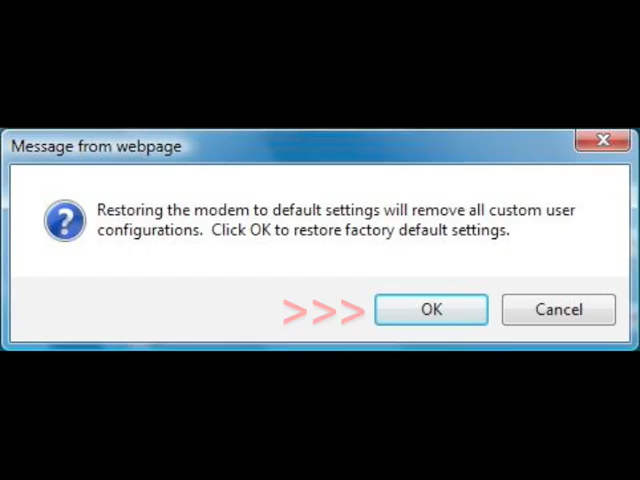 Message from webpage
Restoring the modem to default settings will remove all custom user
configurations.  Click OK to restore factory default settings.
>>> OK Cancel